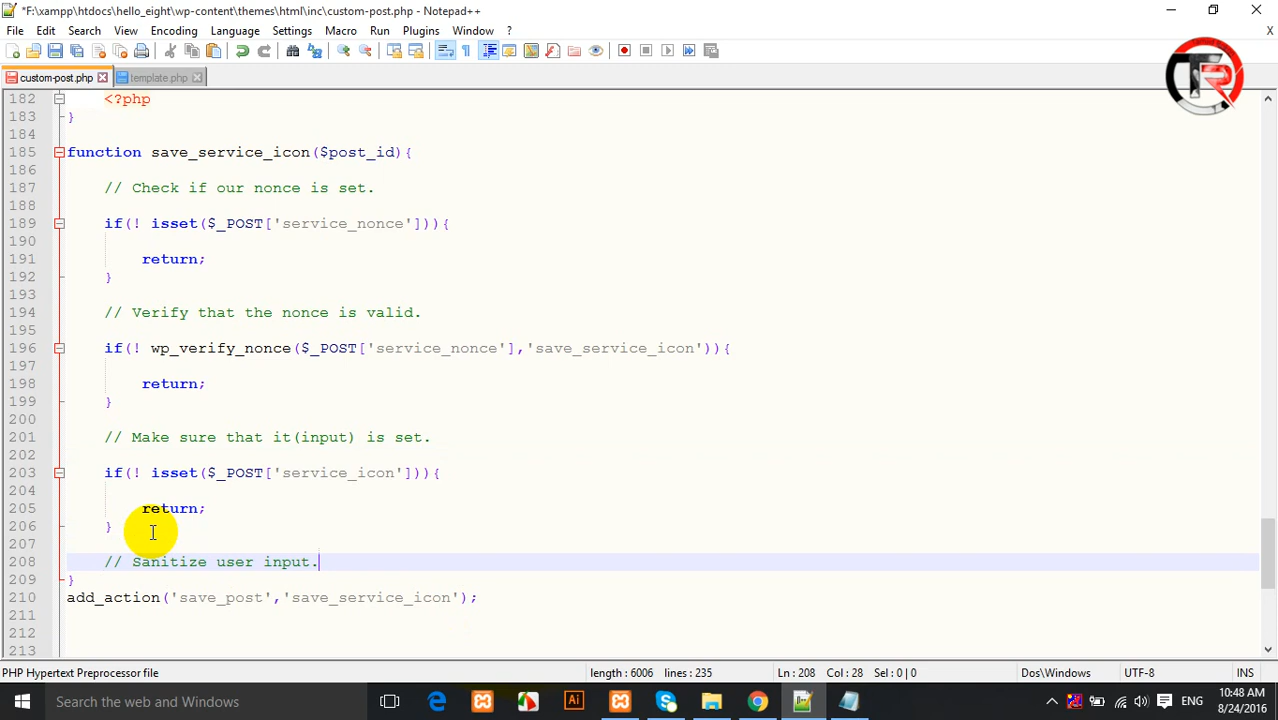 *F:\xampp\htdocs\hello_eight\wp-content\themes\html\inc\custom-post.php - Notepad++
File Edit Search View Encoding Language Settings Macro Run Plugins Window ?
X
custom-post.php template.php
TR
182 <?php
183 }
184
185 function save_service_icon($post_id){
186
187 // Check if our nonce is set.
188
189 if(! isset($_POST['service_nonce'])){
190
191 return;
192 }
193
194 // Verify that the nonce is valid.
195
196 if(! wp_verify_nonce($_POST['service_nonce'],'save_service_icon')){
197
198 return;
199 }
200
201 // Make sure that it(input) is set.
202
203 if(! isset($_POST['service_icon'])){
204
205 return;
206 }
207
208 // Sanitize user input.
209 }
210 add_action('save_post','save_service_icon');
211
212
213
PHP Hypertext Preprocessor file length : 6006 lines : 235 Ln : 208 Col : 28 Sel : 0 | 0 Dos\Windows UTF-8 INS
Search the web and Windows ENG 10:48 AM
8/24/2016